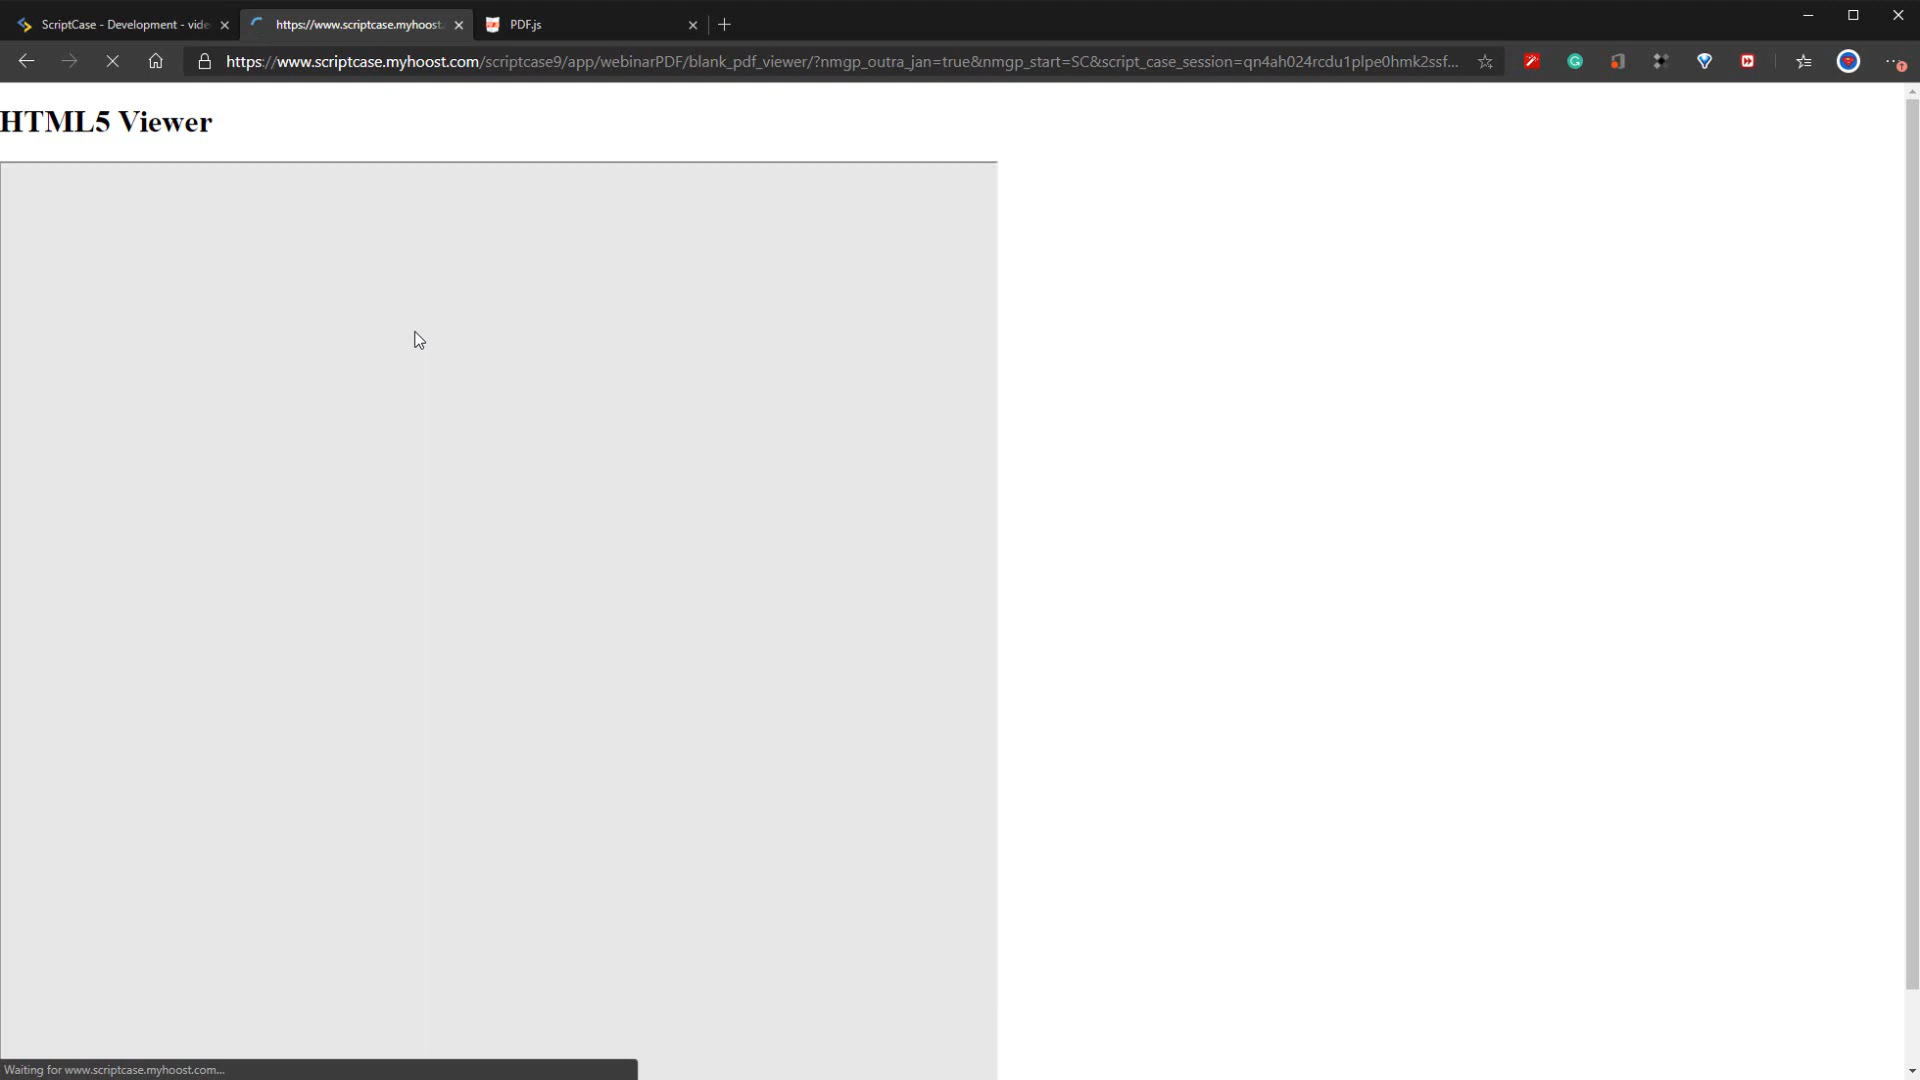 ScriptCase - Development - vide
https://www.scriptcase.myhoost.
PDF.js
https://www.scriptcase.myhoost.com/scriptcase9/app/webinarPDF/blank_pdf_viewer/?nmgp_outra_jan=true&nmgp_start=SC&script_case_session=qn4ah024rcdu1plpe0hmk2ssf...
HTML5 Viewer
Waiting for www.scriptcase.myhoost.com...